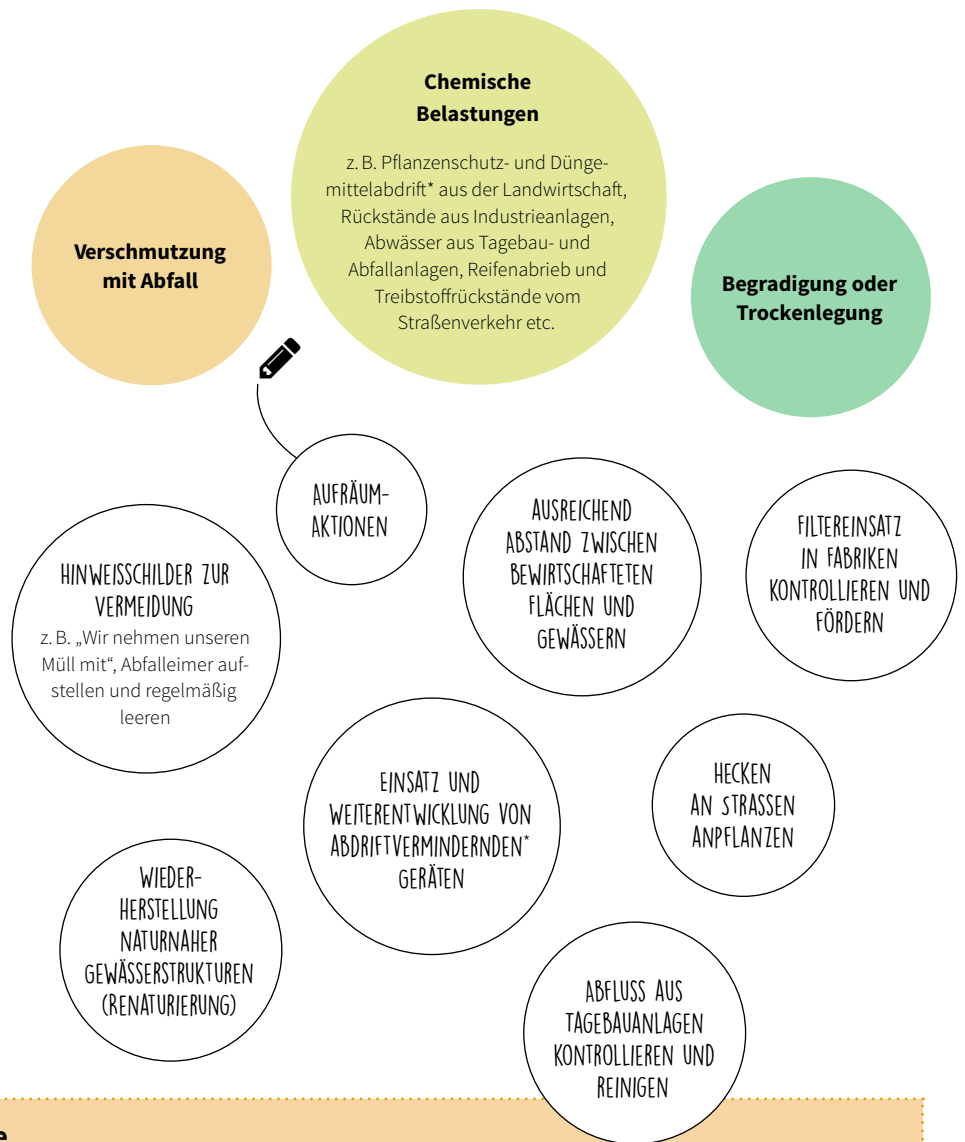 Chemische
Belastungen
z. B. Pflanzenschutz- und Dünge-
mittelabdrift* aus der Landwirtschaft,
Rückstände aus Industrieanlagen,
Abwässer aus Tagebau- und
Abfallanlagen, Reifenabrieb und
Treibstoffrückstände vom
Straßenverkehr etc.
Verschmutzung
mit Abfall
Begradigung oder
Trockenlegung
AUFRÄUM-
AKTIONEN
AUSREICHEND
ABSTAND ZWISCHEN
BEWIRTSCHAFTETEN
FLÄCHEN UND
GEWÄSSERN
FILTEREINSATZ
IN FABRIKEN
KONTROLLIEREN UND
FÖRDERN
HINWEISSCHILDER ZUR
VERMEIDUNG
z. B. „Wir nehmen unseren
Müll mit“, Abfalleimer auf-
stellen und regelmäßig
leeren
EINSATZ UND
WEITERENTWICKLUNG VON
ABDRIFTVERMINDERNDEN*
GERÄTEN
HECKEN
AN STRASSEN
ANPFLANZEN
WIEDER-
HERSTELLUNG
NATURNAHER
GEWÄSSERSTRUKTUREN
(RENATURIERUNG)
ABFLUSS AUS
TAGEBAUANLAGEN
KONTROLLIEREN UND
REINIGEN